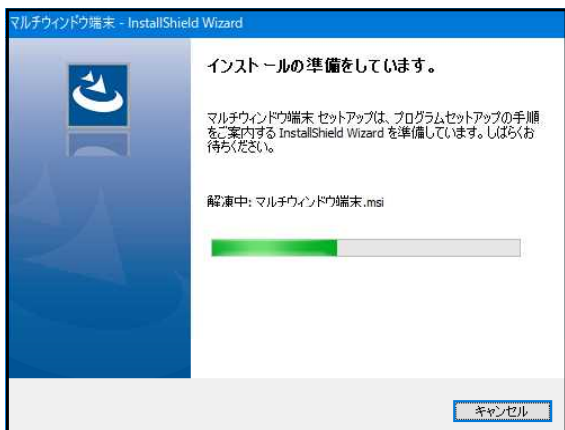 マルチウィンドウ端末 - InstallShield Wizard
インストールの準備をしています。
マルチウィンドウ端末 セットアップは、プログラムセットアップの手順
をご案内する InstallShield Wizard を準備しています。しばらくお
待ちください。
解凍中: マルチウィンドウ端末.msi
キャンセル